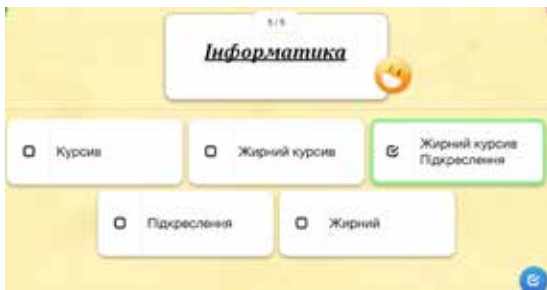 5/5
Інформатика
Курсив
Жирний курсив
Жирний курсив
Підкреслення
Підкреслення
Жирний